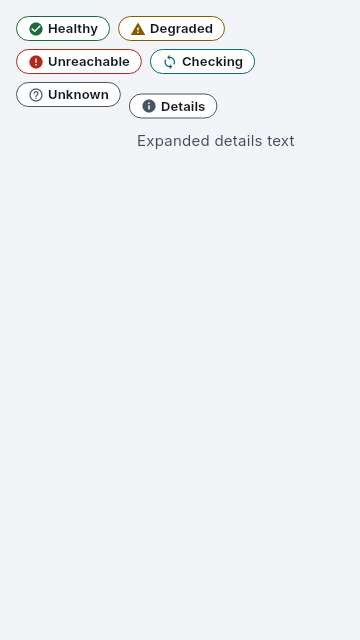 Healthy
Degraded
Unreachable
Checking
Unknown
Details
Expanded details text